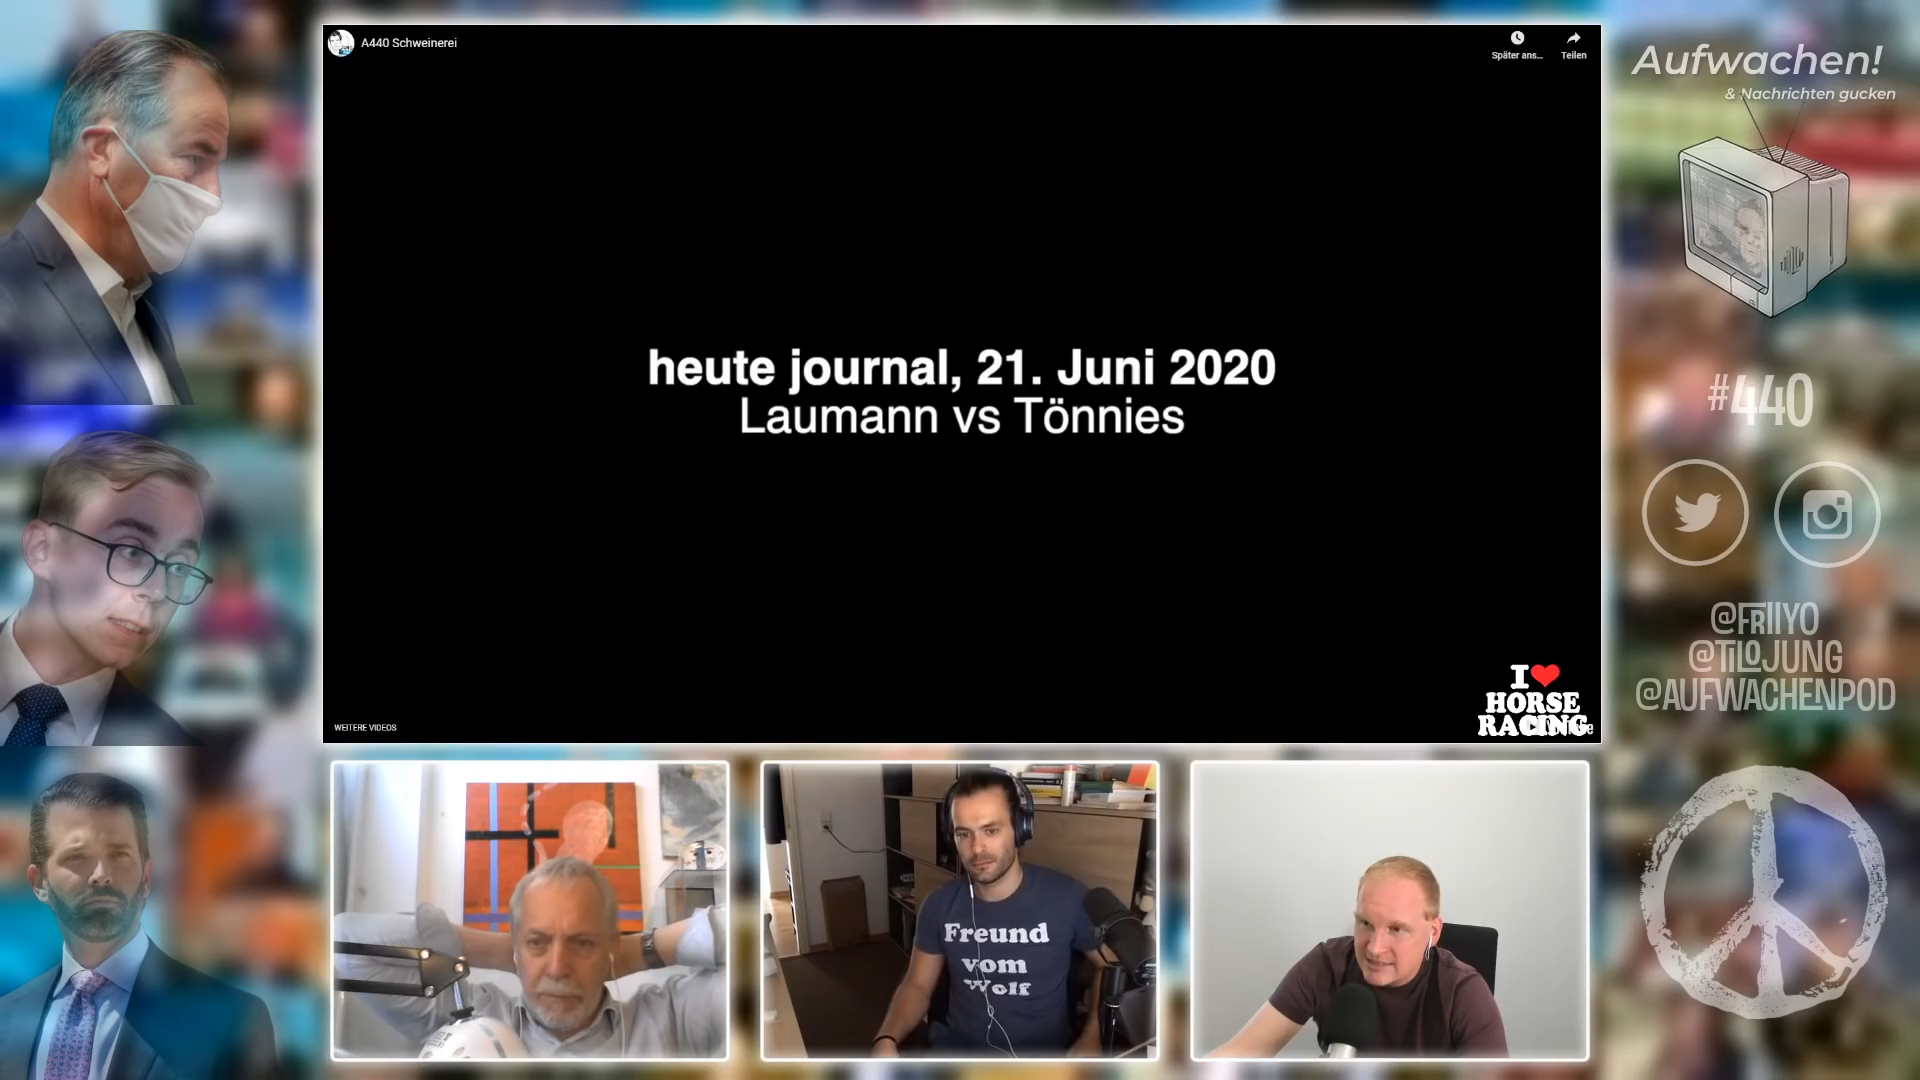 A440 Schweinerei
Später ans...
Teilen
Aufwachen!
& Nachrichten gucken
heute journal, 21. Juni 2020
Laumann vs Tönnies
#440
@FRIIYO
@TILOJUNG
@AUFWACHENPOD
I
HORSE
RACING
WEITERE VIDEOS
Freund
vom
Wolf